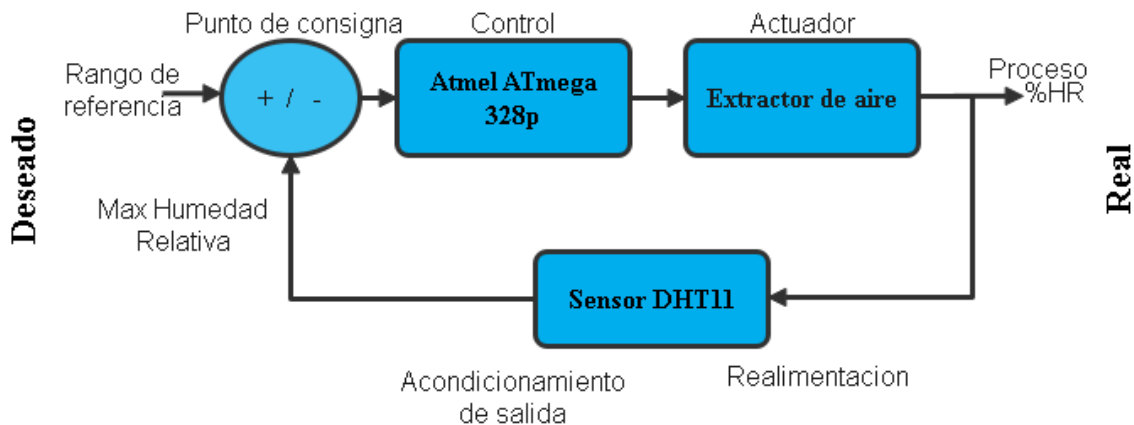 Punto de consigna
Control
Actuador
Rango de
referencia
+ / -
Atmel ATmega
328p
Extractor de aire
Proceso
%HR
Deseado
Real
Max Humedad
Relativa
Sensor DHT11
Acondicionamiento
de salida
Realimentacion